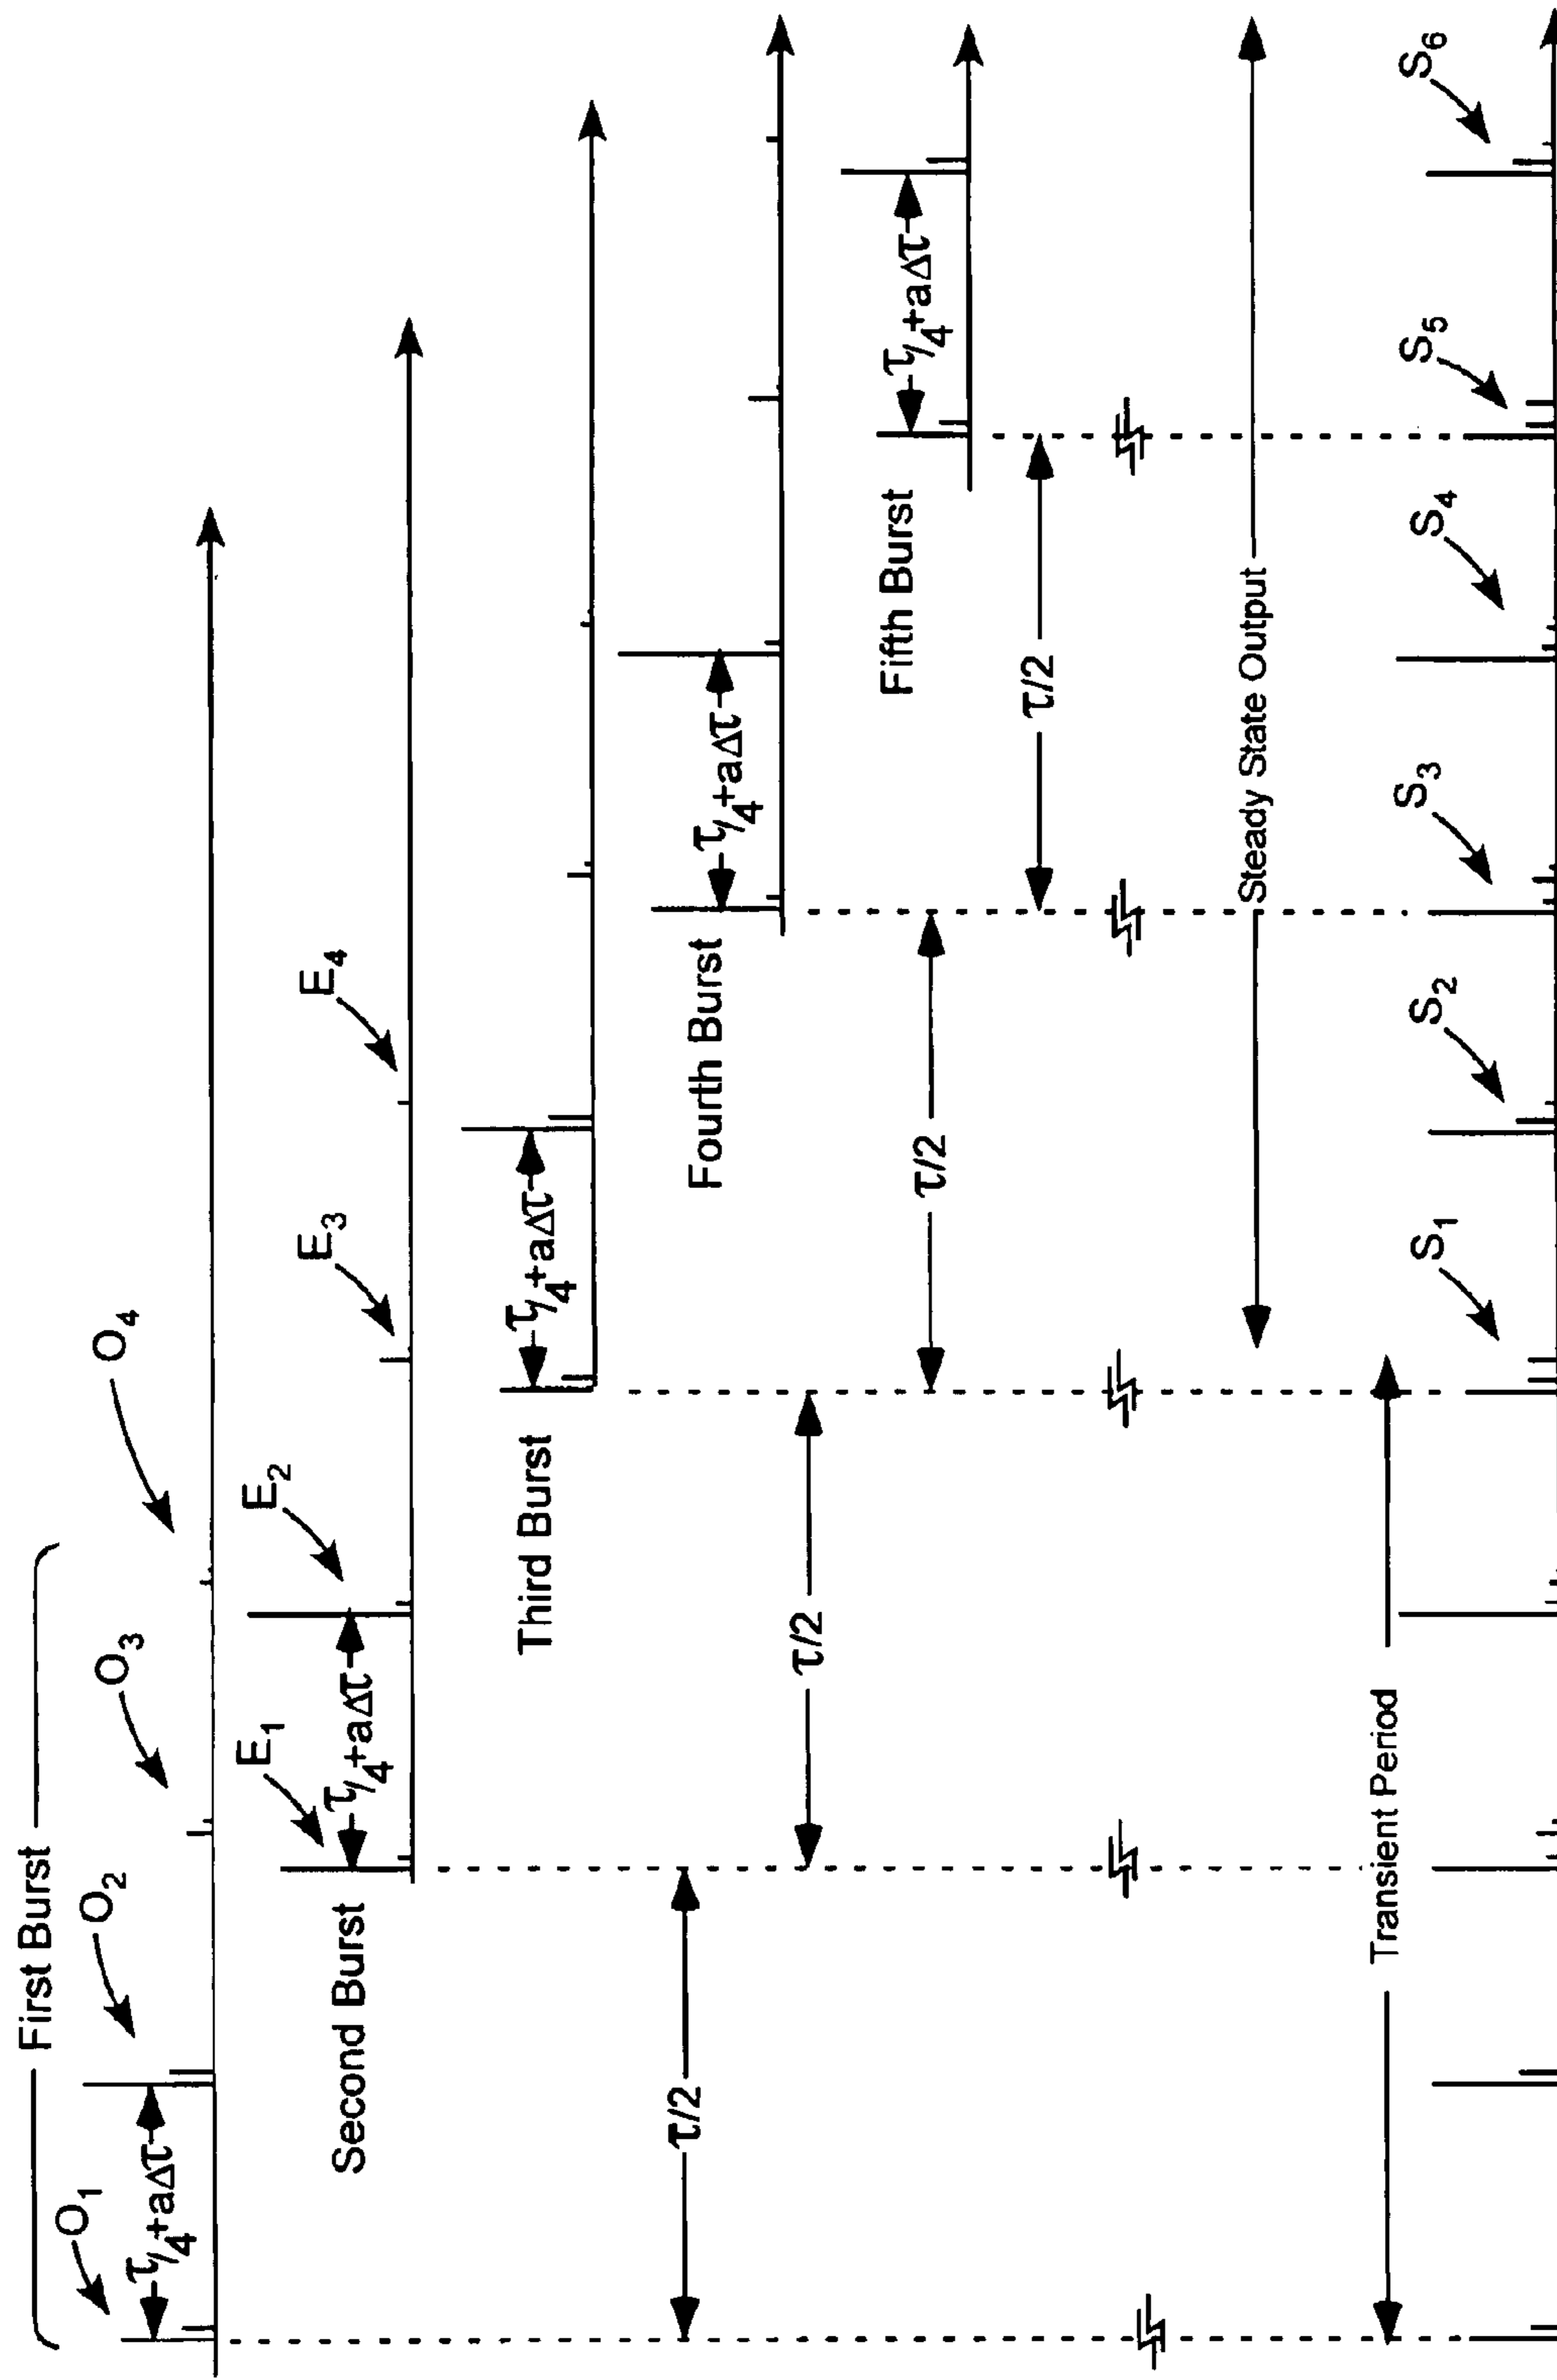 First Burst
O1
O2
O3
O4
τ/4+aΔτ
Second Burst
E1
E2
E3
E4
τ/4+aΔτ
Third Burst
τ/4+aΔτ
Fourth Burst
τ/4+aΔτ
Fifth Burst
τ/4+aΔτ
τ/2
τ/2
τ/2
τ/2
Steady State Output
Transient Period
S1
S2
S3
S4
S5
S6